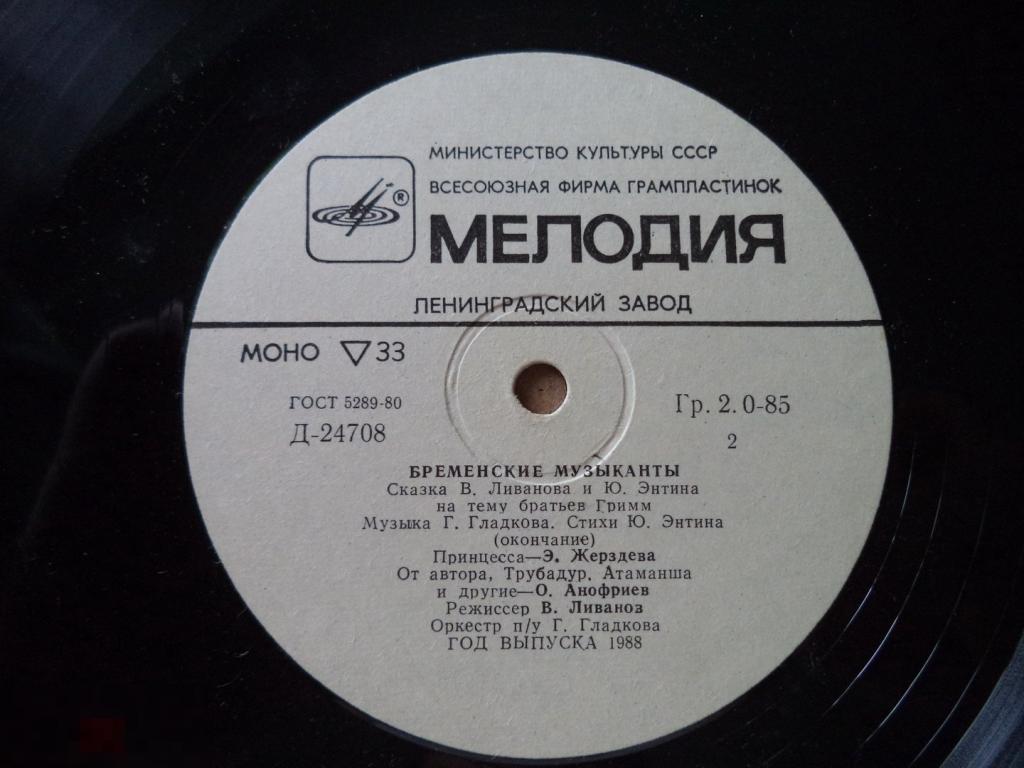 МИНИСТЕРСТВО КУЛЬТУРЫ СССР
ВСЕСОЮЗНАЯ ФИРМА ГРАМПЛАСТИНОК
®
МЕЛОДИЯ
ЛЕНИНГРАДСКИЙ ЗАВОД
МОНО ▽ 33
ГОСТ 5289-80
Д-24708
Гр. 2. 0-85
2
БРЕМЕНСКИЕ МУЗЫКАНТЫ
Сказка В. Ливанова и Ю. Энтина
на тему братьев Гримм
Музыка Г. Гладкова. Стихи Ю. Энтина
(окончание)
Принцесса—Э. Жерздева
От автора, Трубадур, Атаманша
и другие—О. Анофриев
Режиссер В. Ливанов
Оркестр п/у Г. Гладкова
ГОД ВЫПУСКА 1988